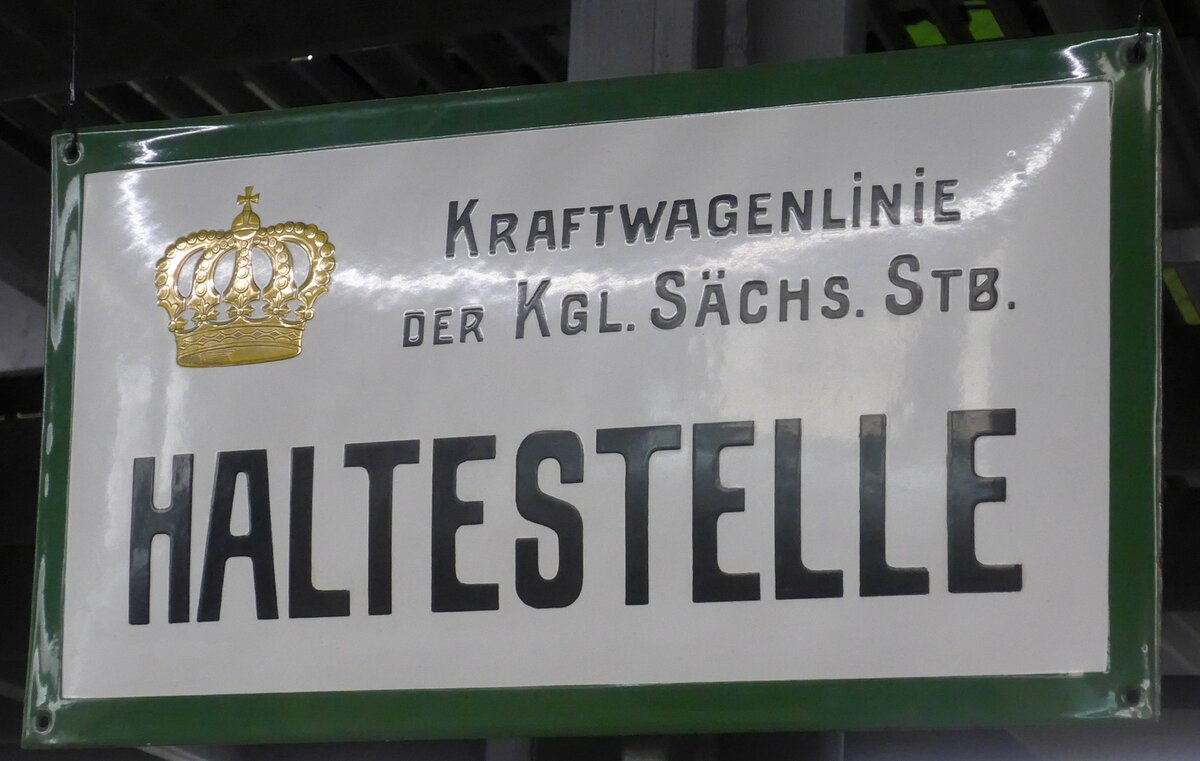 KRAFTWAGENLINIE
DER KGL. SÄCHS. STB.
HALTESTELLE